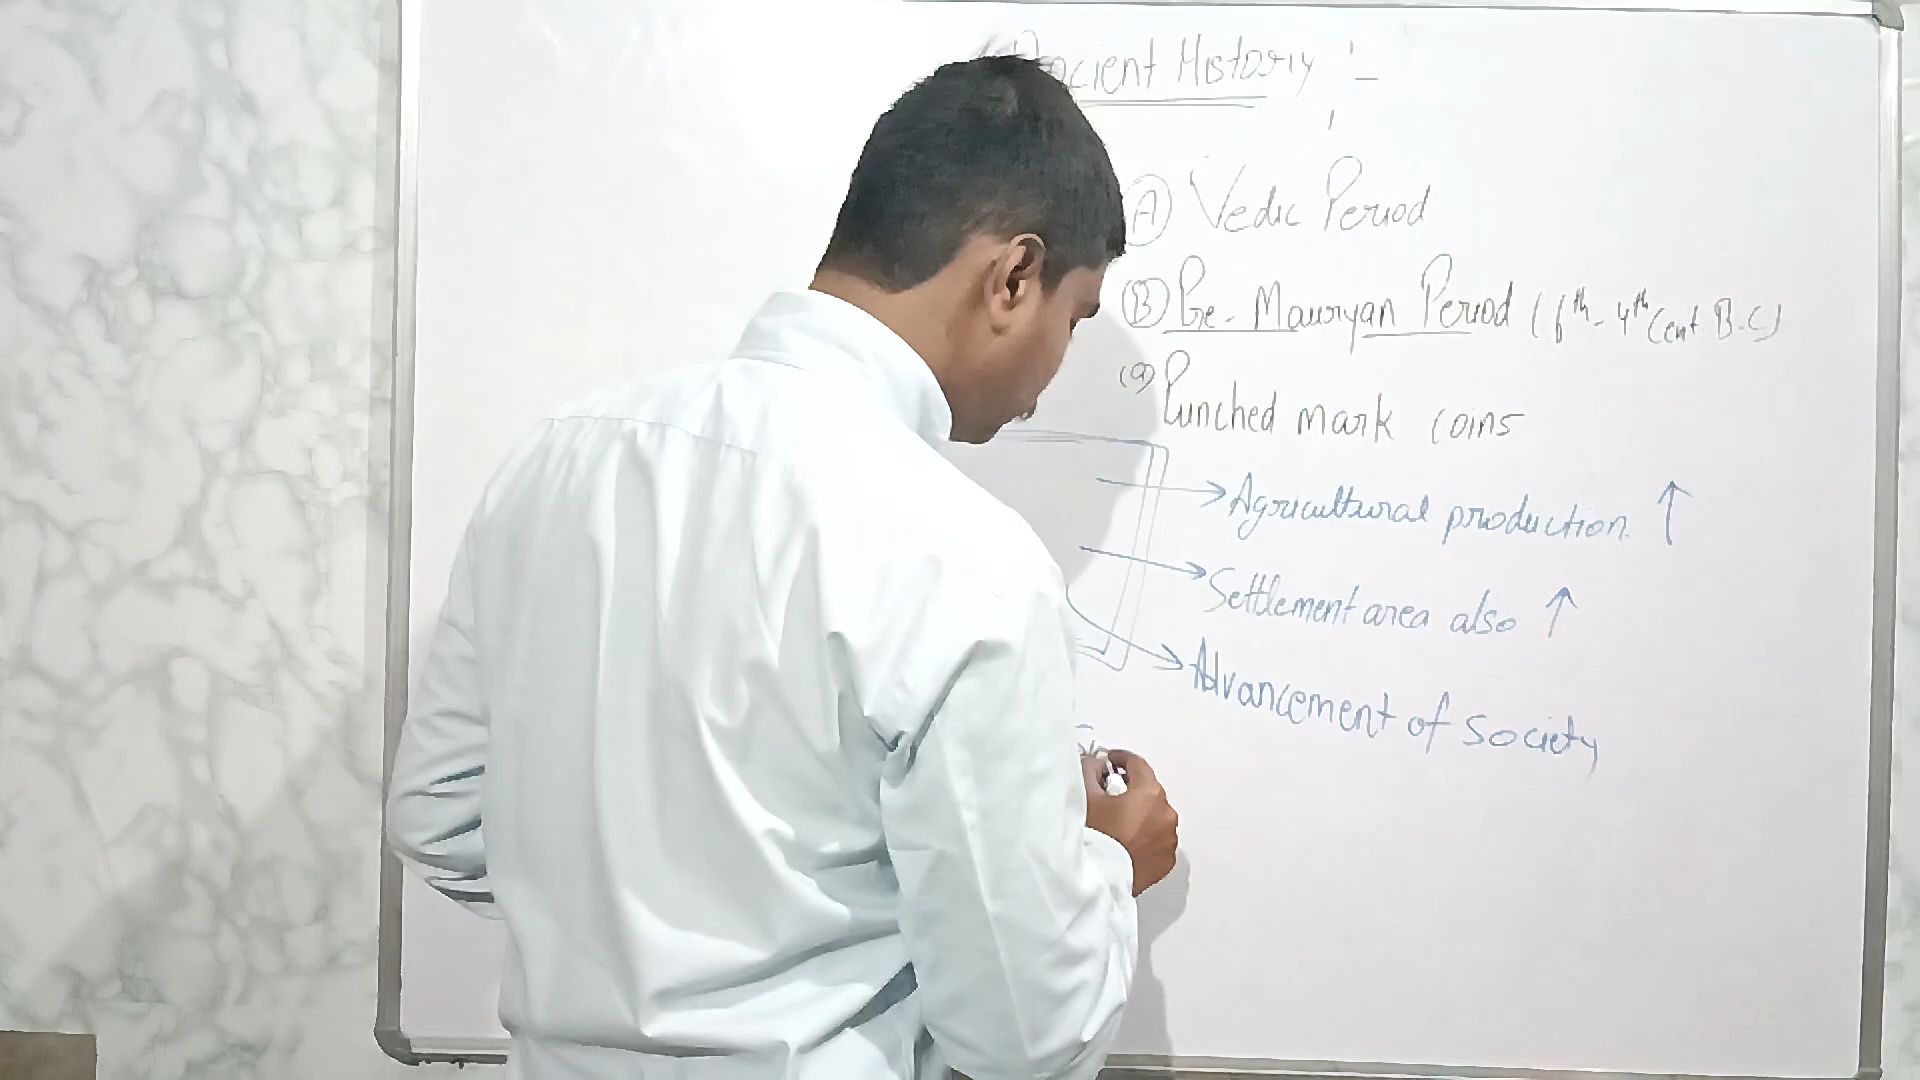 Ancient History :-
(A) Vedic Period
(B) Pre-Mauryan Period (6th-4th Cent B.C)
(a) Punched mark coins
→ Agricultural production. ↑
→ Settlement area also ↑
→ Advancement of Society